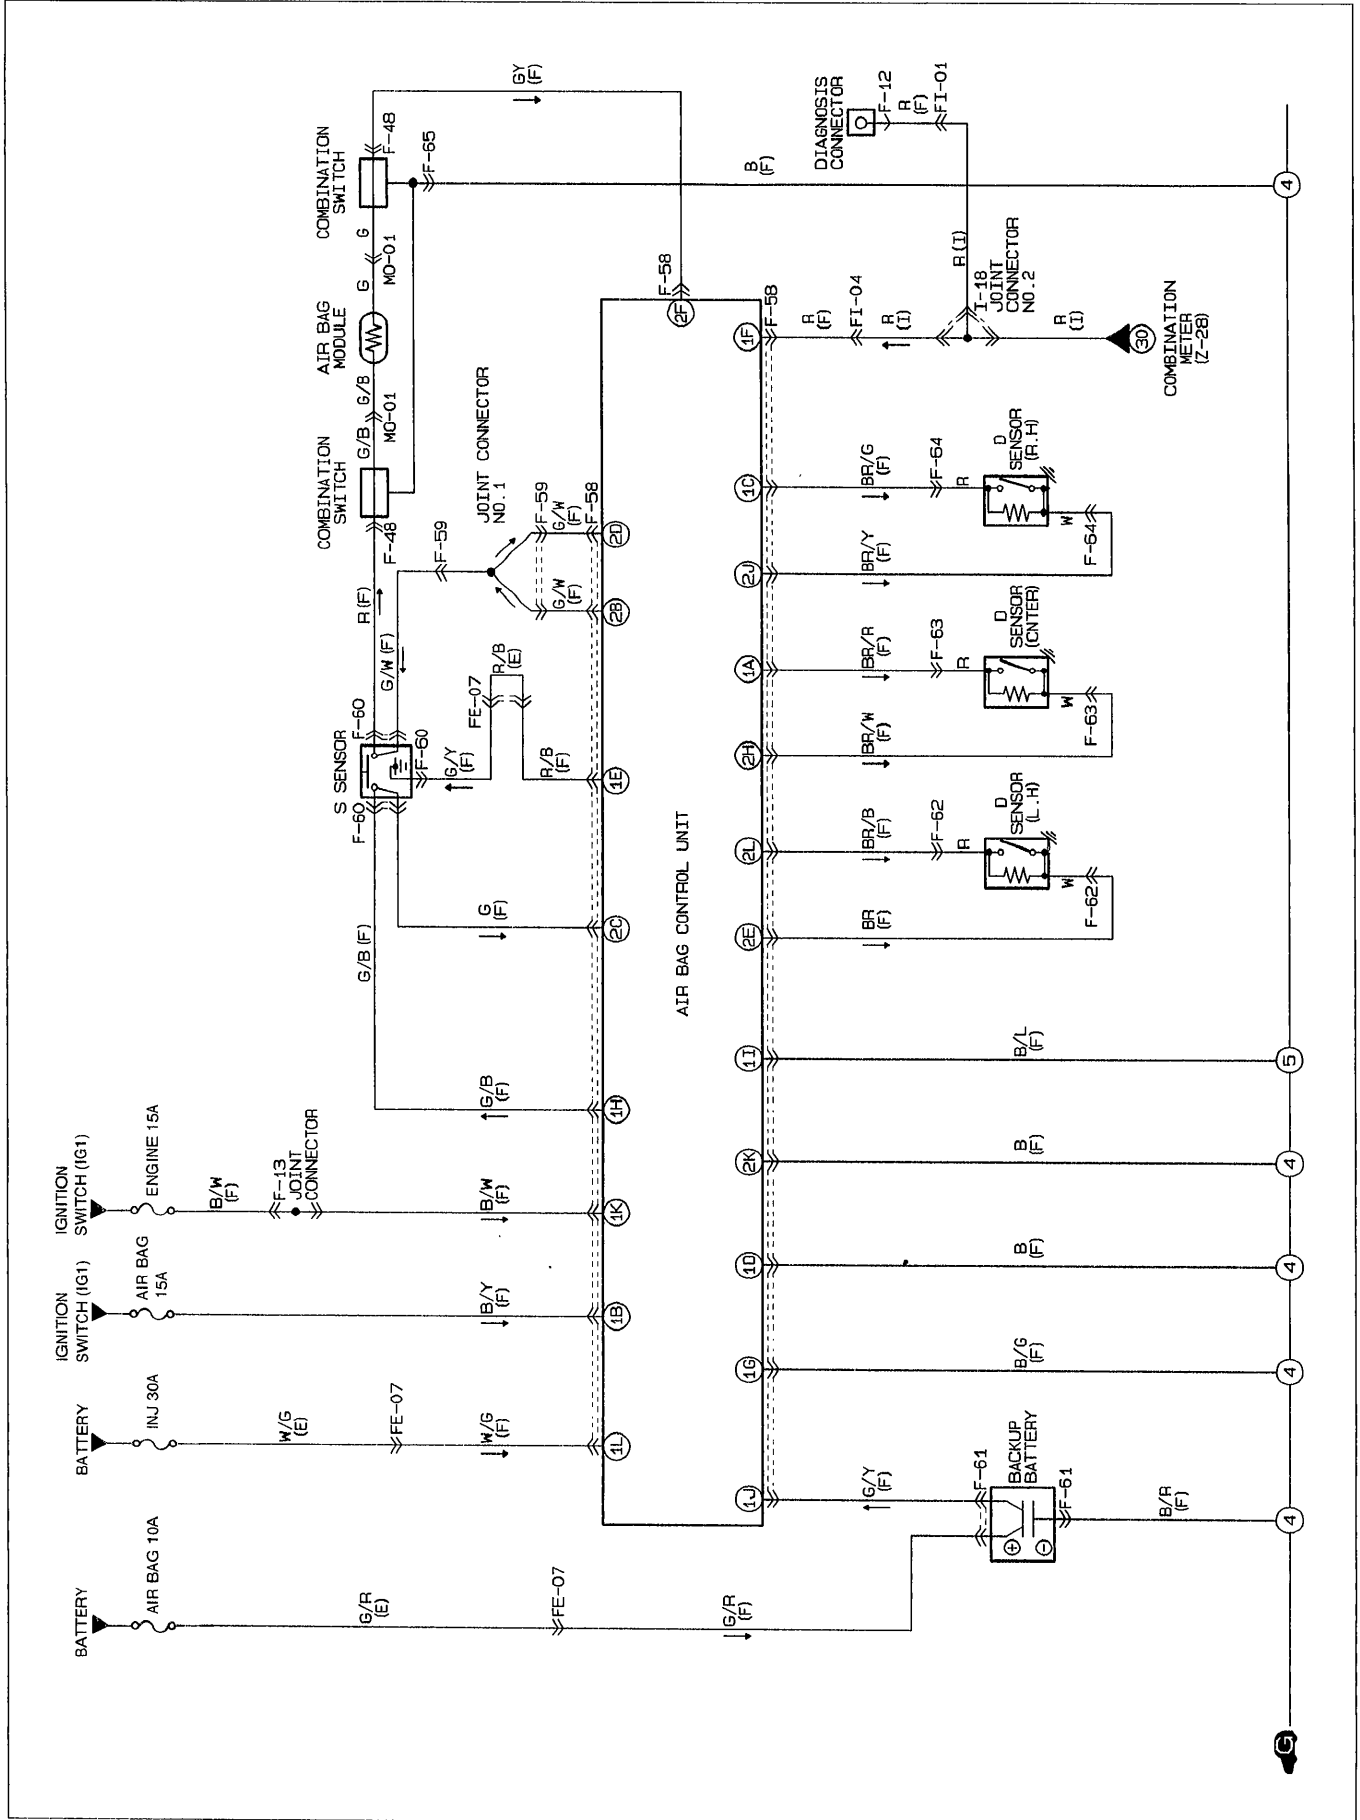 BATTERY
AIR BAG 10A
G/R
(E)
FE-07
G/R
(F)
BATTERY
INJ 30A
W/G
(E)
FE-07
W/G
(F)
1L
IGNITION
SWITCH (IG1)
AIR BAG
15A
B/Y
(F)
1B
IGNITION
SWITCH (IG1)
ENGINE 15A
B/W
(F)
F-13
JOINT
CONNECTOR
B/W
(F)
1K
G/B (F)
G/B
(F)
1H
G
(F)
2C
S SENSOR
F-60
F-60
F-60
G/Y
(F)
FE-07
R/B
(E)
R/B
(F)
1E
R(F)
G/W (F)
F-59
JOINT CONNECTOR
NO.1
F-59
G/W
(F)
G/W
(F)
F-58
2B
2D
COMBINATION
SWITCH
F-48
G/B
G/B
MO-01
AIR BAG
MODULE
G
G
MO-01
COMBINATION
SWITCH
F-48
F-65
GY
(F)
F-58
2F
AIR BAG CONTROL UNIT
1J
G/Y
(F)
F-61
BACKUP
BATTERY
F-61
B/R
(F)
4
1G
B/G
(F)
4
1D
B
(F)
4
2K
B
(F)
4
1I
B/L
(F)
5
2E
BR
(F)
2L
BR/B
(F)
F-62
R
D
SENSOR
(L.H)
W
F-62
2H
BR/W
(F)
1A
BR/R
(F)
F-63
R
D
SENSOR
(CNTER)
W
F-63
2J
BR/Y
(F)
1C
BR/G
(F)
F-64
R
D
SENSOR
(R.H)
W
F-64
1F
F-58
R
(F)
FI-04
R
(I)
I-18
JOINT
CONNECTOR
NO.2
R
(I)
30
COMBINATION
METER
(Z-28)
R(I)
DIAGNOSIS
CONNECTOR
F-12
R
(F)
FI-01
B
(F)
4
G